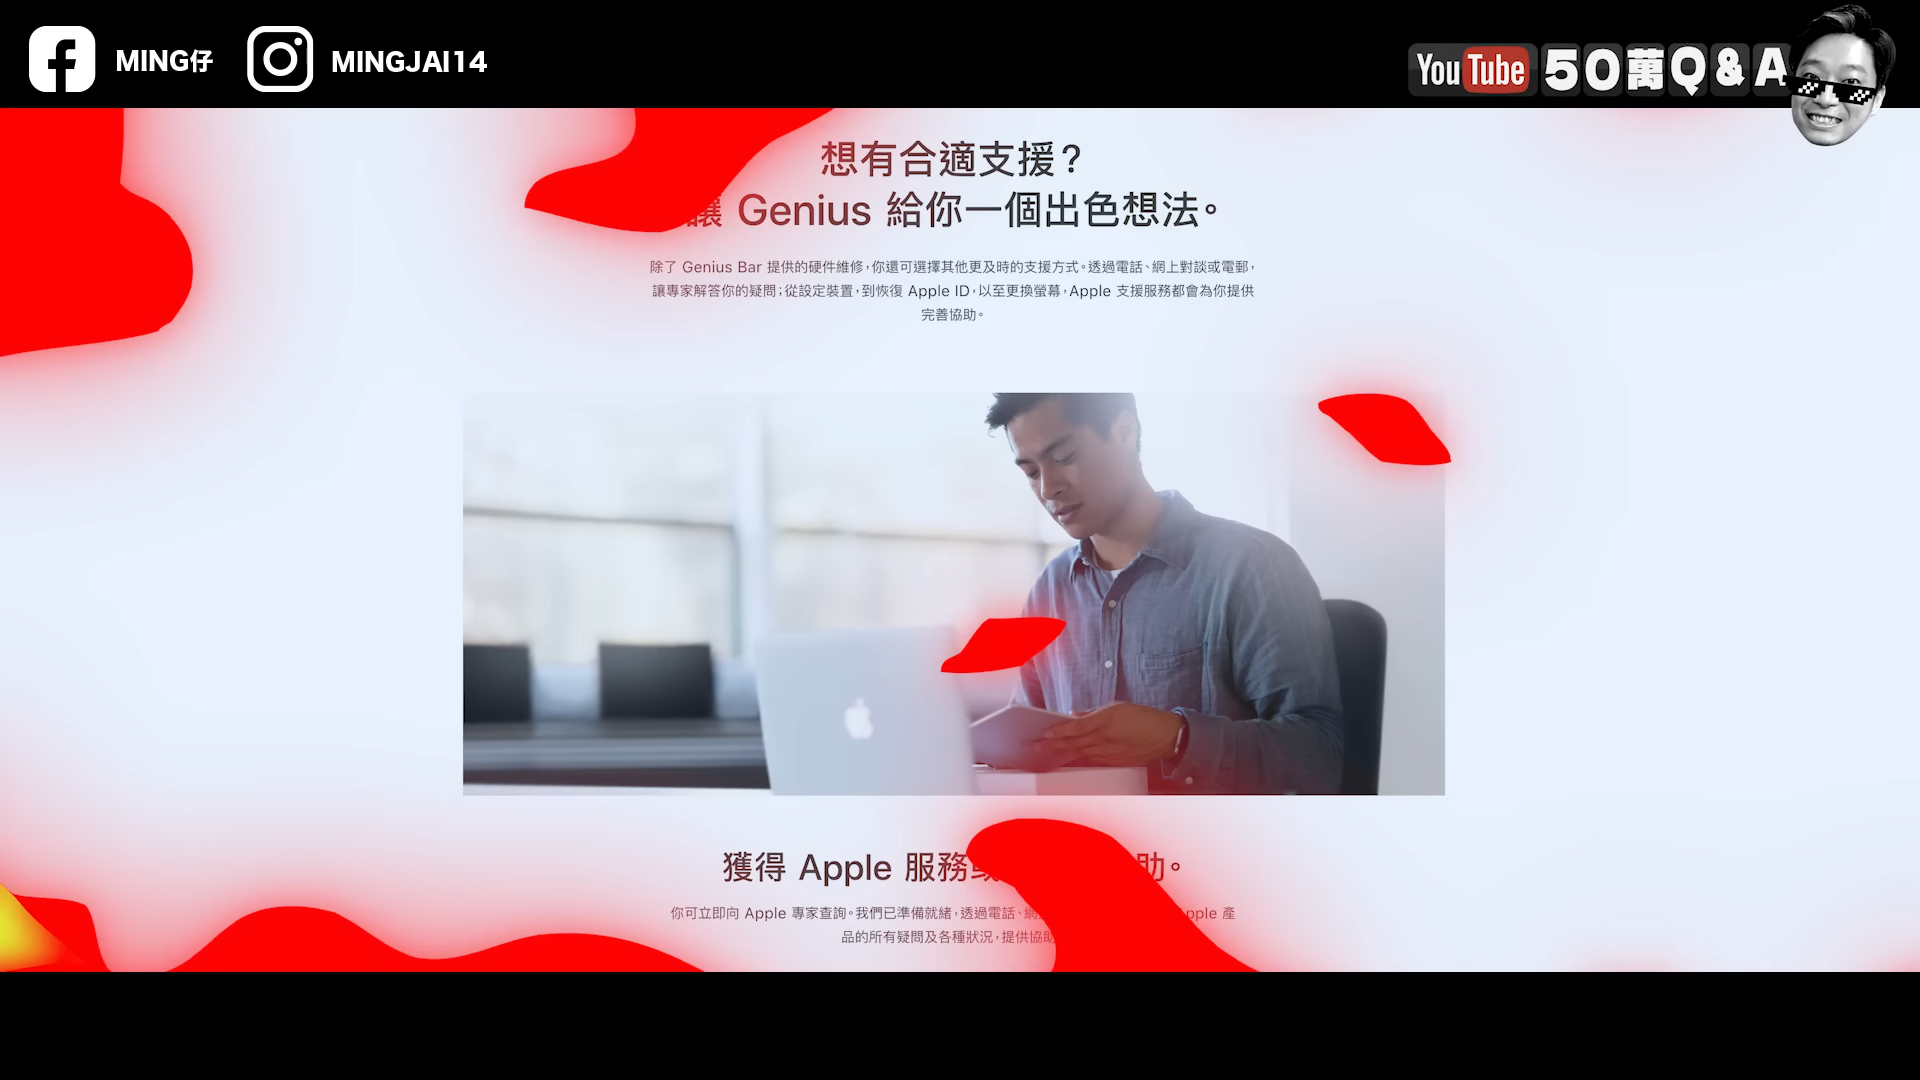 MING仔
MINGJAI14
YouTube 50萬Q&A
想有合適支援？
讓 Genius 給你一個出色想法。
除了 Genius Bar 提供的硬件維修，你還可選擇其他更及時的支援方式。透過電話、網上對談或電郵，
讓專家解答你的疑問；從設定裝置，到恢復 Apple ID，以至更換螢幕，Apple 支援服務都會為你提供
完善協助。
獲得 Apple 服務 助。
你可立即向 Apple 專家查詢。我們已準備就緒，透過電話、網 Apple 產
品的所有疑問及各種狀況，提供協助